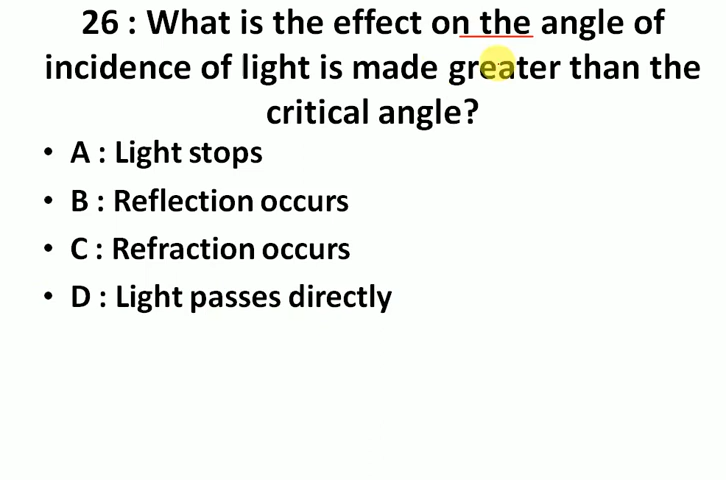 26 : What is the effect on the angle of
incidence of light is made greater than the
critical angle?
• A : Light stops
• B : Reflection occurs
• C : Refraction occurs
• D : Light passes directly